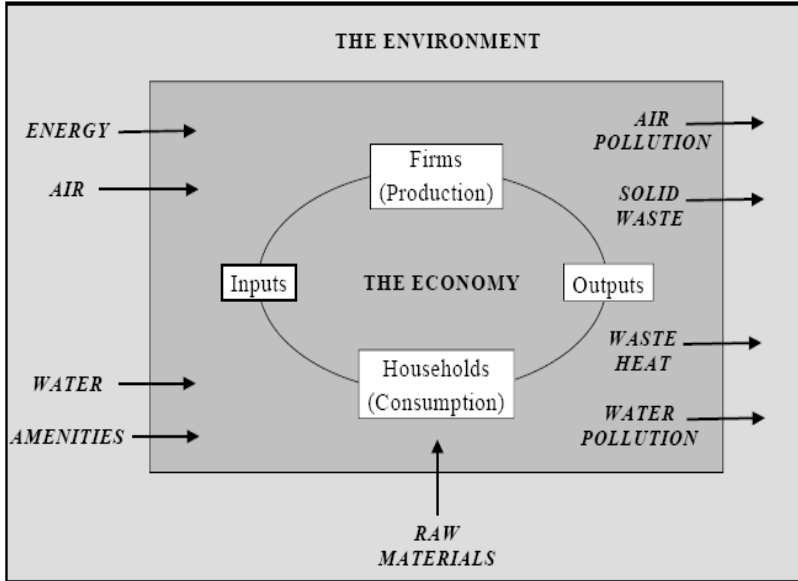 THE ENVIRONMENT
ENERGY
AIR
WATER
AMENITIES
Firms
(Production)
Inputs
THE ECONOMY
Outputs
Households
(Consumption)
AIR
POLLUTION
SOLID
WASTE
WASTE
HEAT
WATER
POLLUTION
RAW
MATERIALS